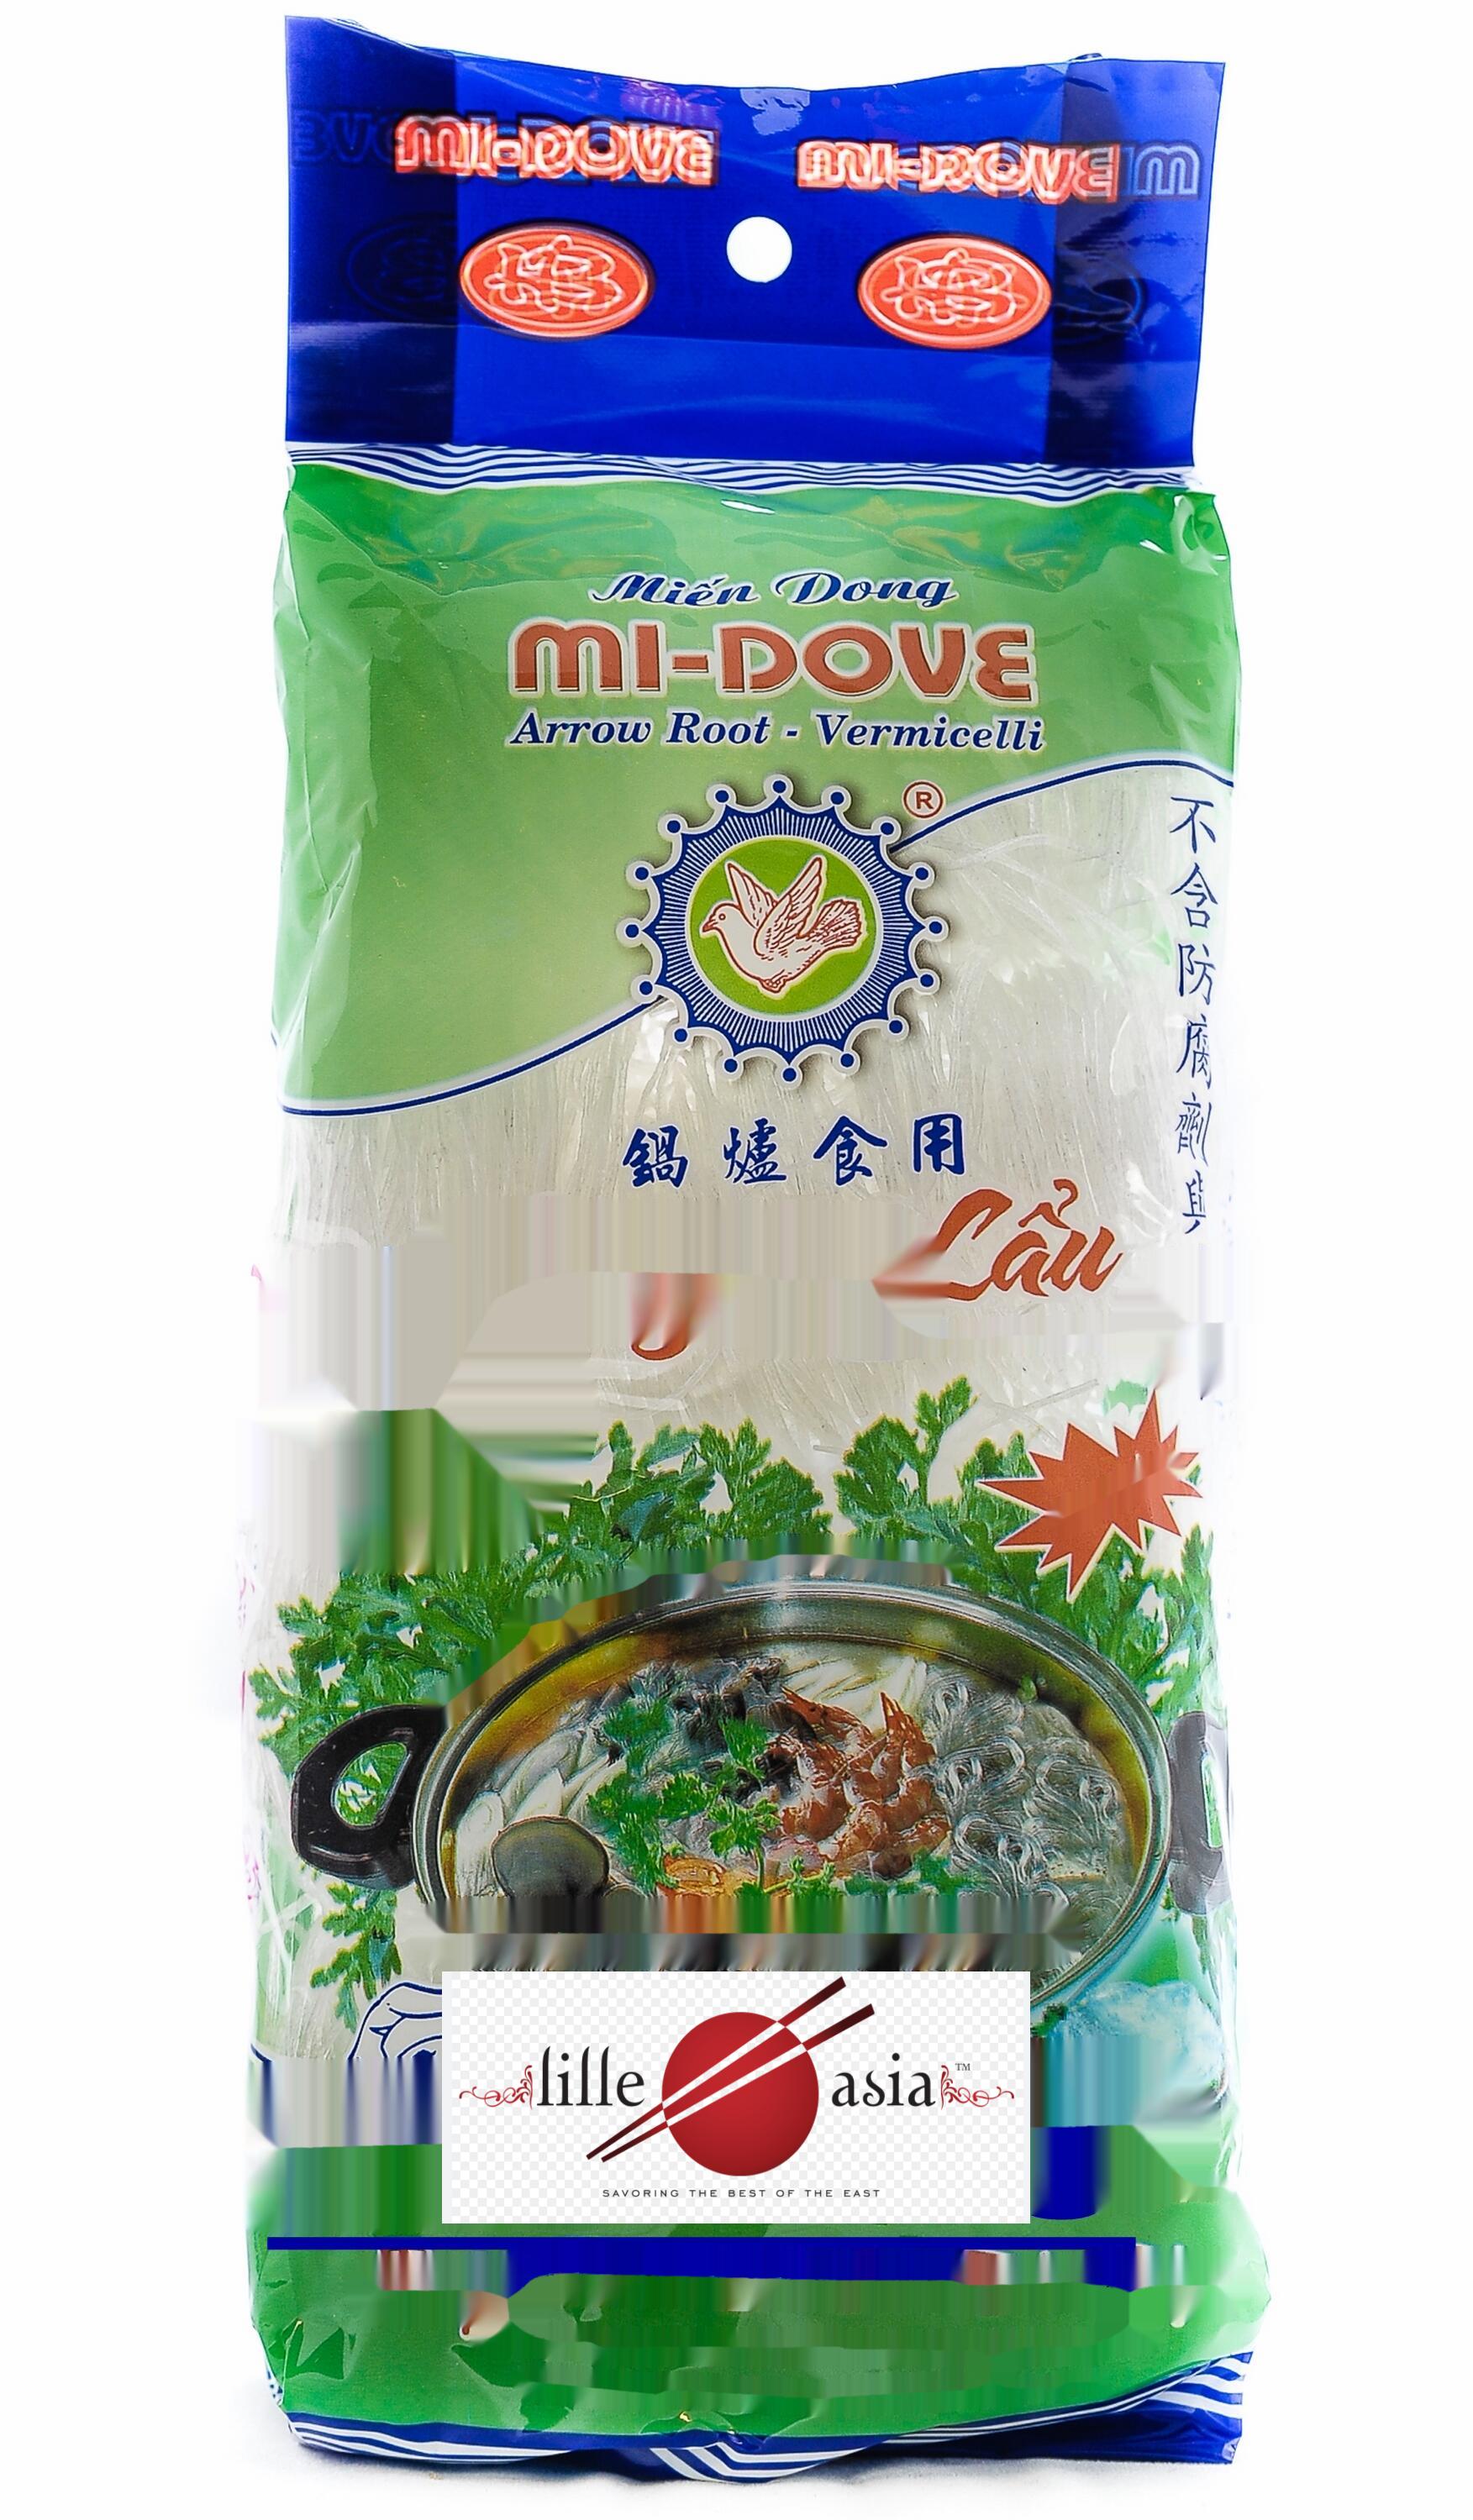 MI-DOVE MI-DOVE
Miến Dong
MI-DOVE
Arrow Root - Vermicelli
®
不含防腐劑與
鍋爐食用
Lẩu
lille asia™
SAVORING THE BEST OF THE EAST